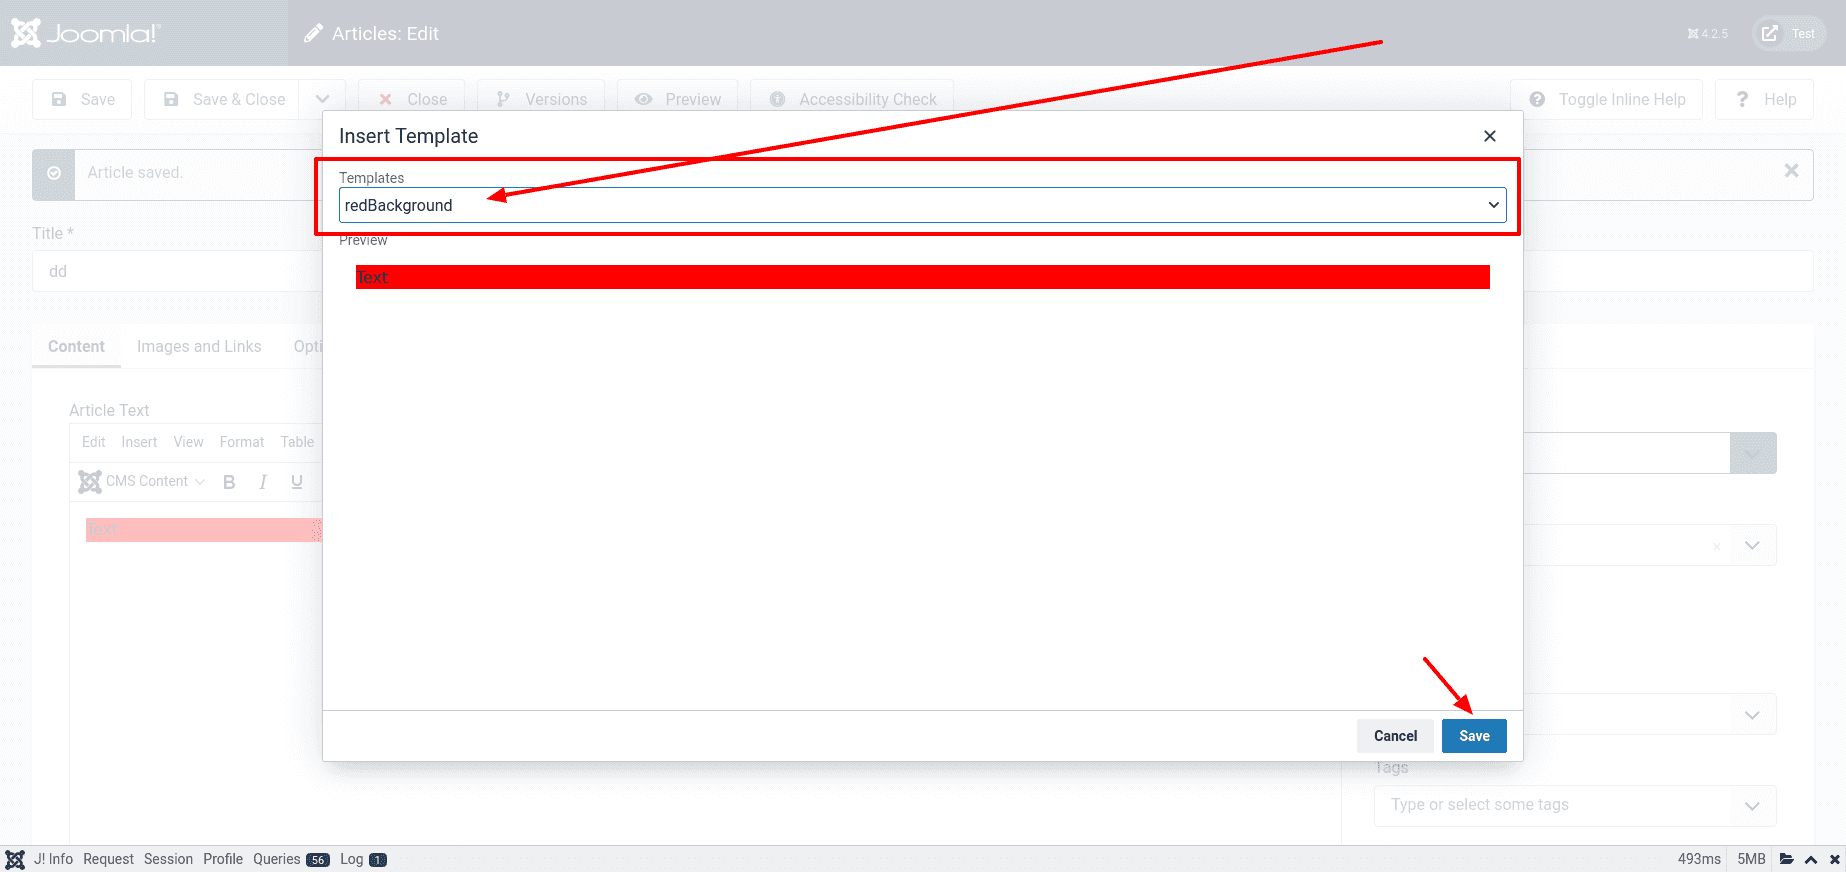 Joomla!
Articles: Edit
4.2.5
Test
Save
Save & Close
Close
Versions
Preview
Accessibility Check
Toggle Inline Help
Help
Insert Template
Article saved.
Templates
redBackground
Title *
Preview
dd
Text
Content
Images and Links
Opti
Article Text
Edit
Insert
View
Format
Table
CMS Content
B
I
U
Text
Cancel
Save
Tags
Type or select some tags
J! Info
Request
Session
Profile
Queries 56
Log 1
493ms
5MB